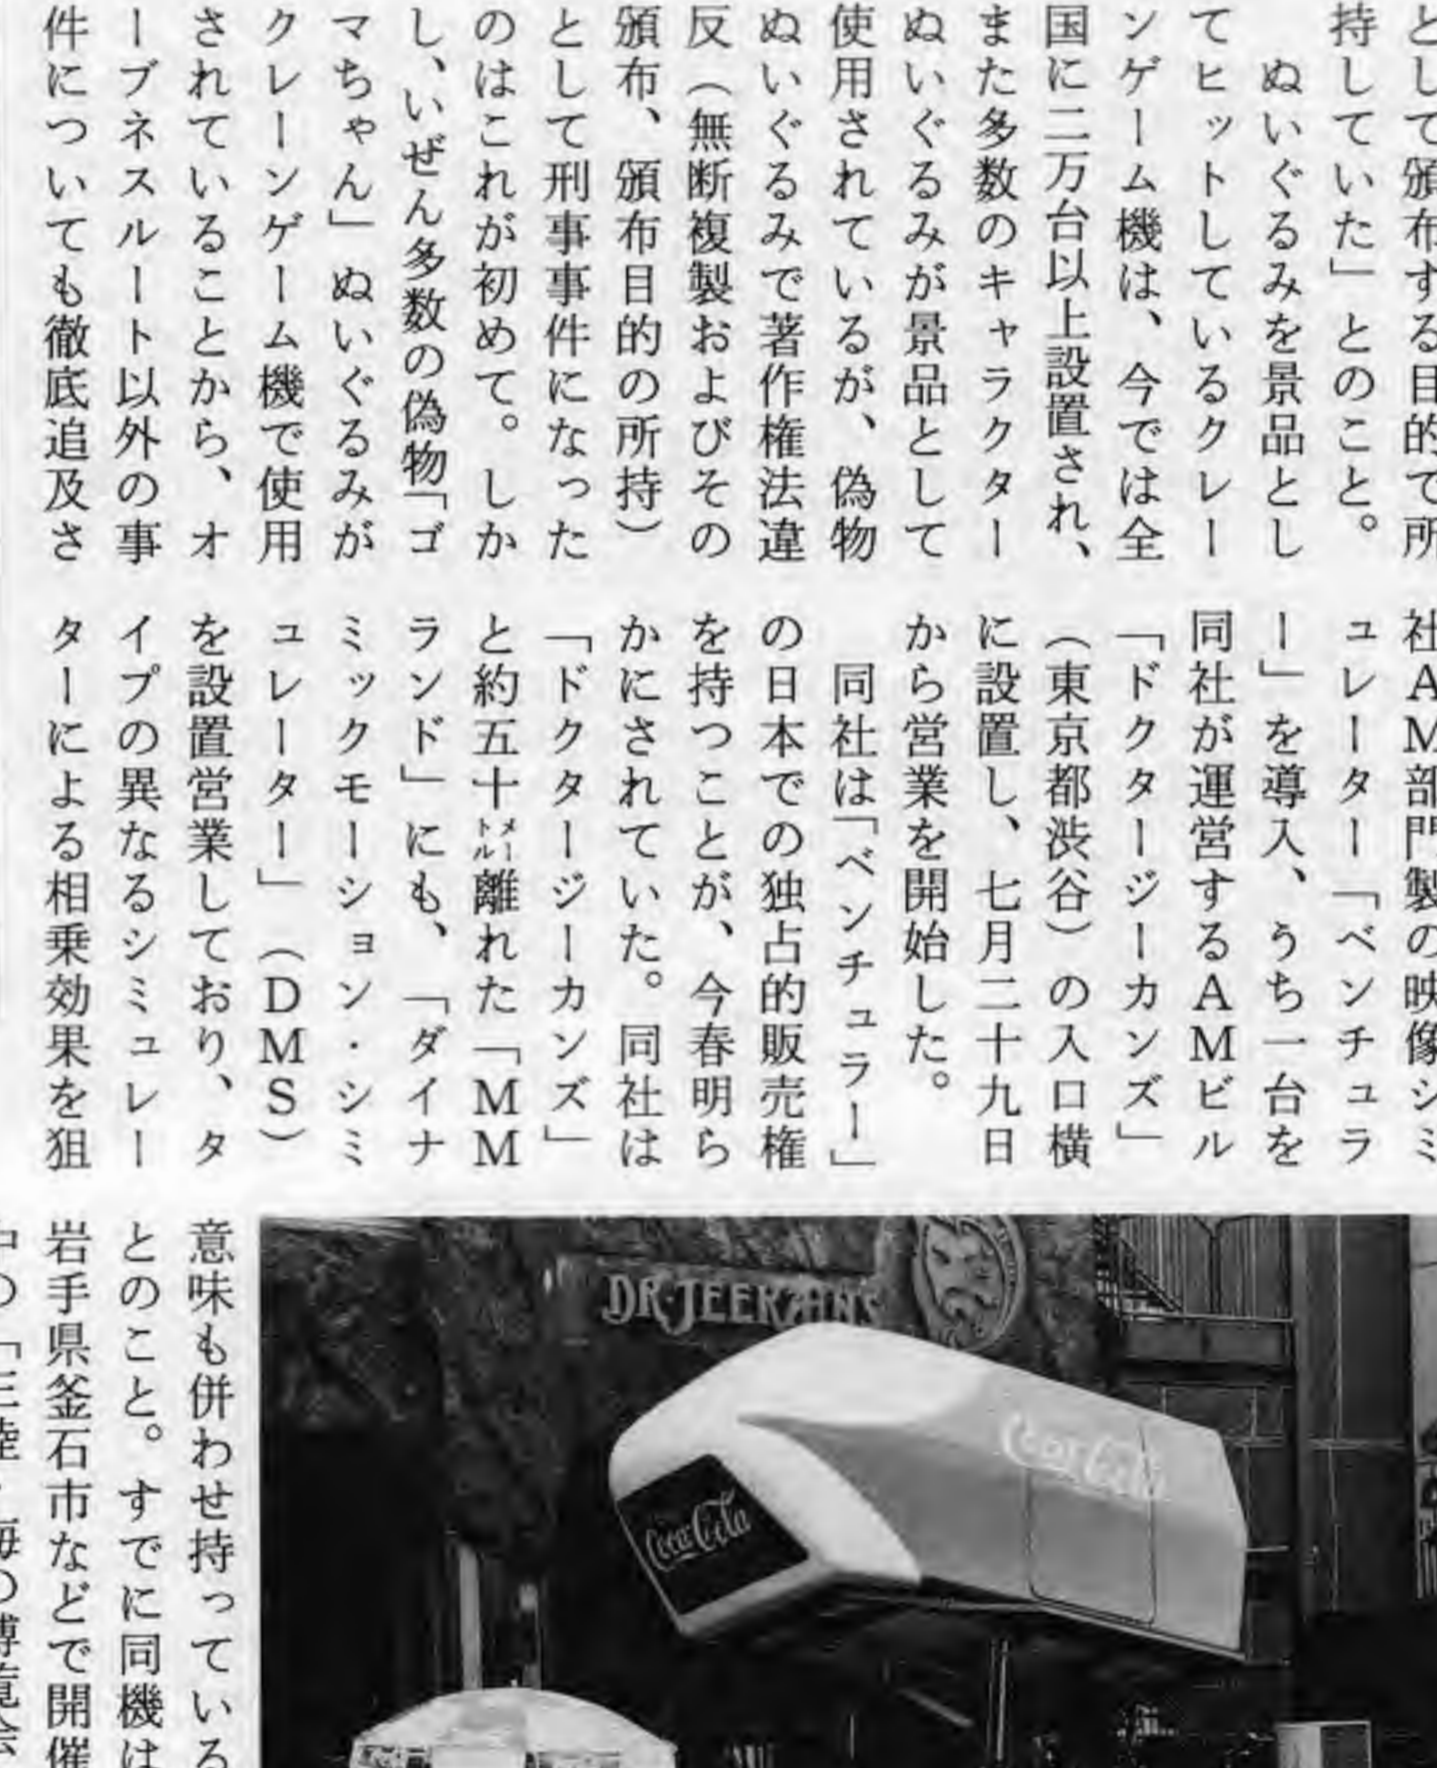 として頒布する目的で所
持していた」とのこと。
ぬいぐるみを景品とし
てヒットしているクレー
ンゲーム機は、今では全
国に二万台以上設置され、
また多数のキャラクター
ぬいぐるみが景品として
使用されているが、偽物
ぬいぐるみで著作権法違
反（無断複製およびその
頒布、頒布目的の所持）
として刑事事件になった
のはこれが初めて。しか
し、いぜん多数の偽物「ゴ
マちゃん」ぬいぐるみが
クレーンゲーム機で使用
されていることから、オ
ーブネスルート以外の事
件についても徹底追及さ
社ＡＭ部門製の映像シミ
ュレーター「ベンチュラ
ー」を導入、うち一台を
同社が運営するＡＭビル
「ドクタージーカンズ」
（東京都渋谷）の入口横
に設置し、七月二十九日
から営業を開始した。
同社は「ベンチュラー」
の日本での独占的販売権
を持つことが、今春明ら
かにされていた。同社は
「ドクタージーカンズ」
と約五十メートル離れた「ＭＭ
ランド」にも、「ダイナ
ミックモーション・シミ
ュレーター」（ＤＭＳ）
を設置営業しており、タ
イプの異なるシミュレー
ターによる相乗効果を狙
DR.JEEKAHNS
Coca-Cola
Coca-Cola
意味も併わせ持っている
とのこと。すでに同機は
岩手県釜石市などで開催
中の「三陸・海の博覧会